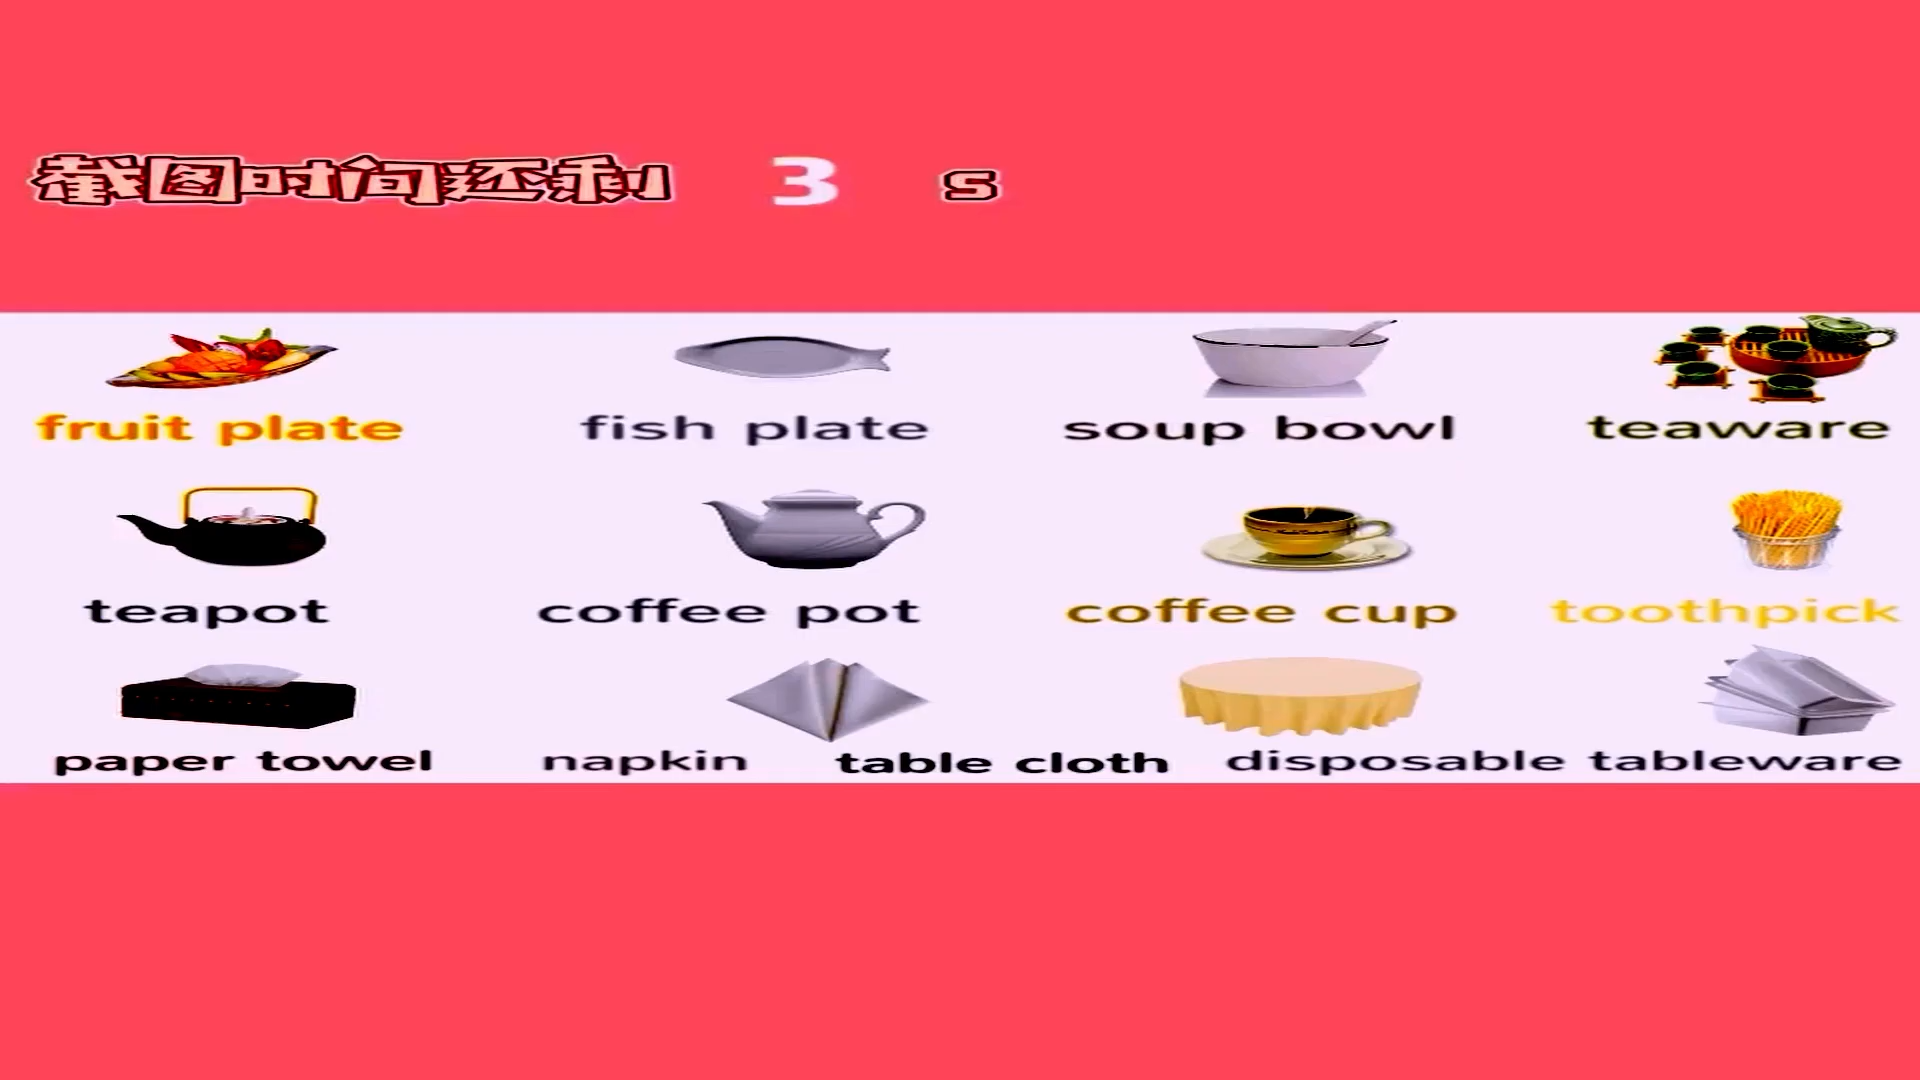 截图时间还剩 3 s
fruit plate fish plate soup bowl teaware
teapot coffee pot coffee cup toothpick
paper towel napkin table cloth disposable tableware